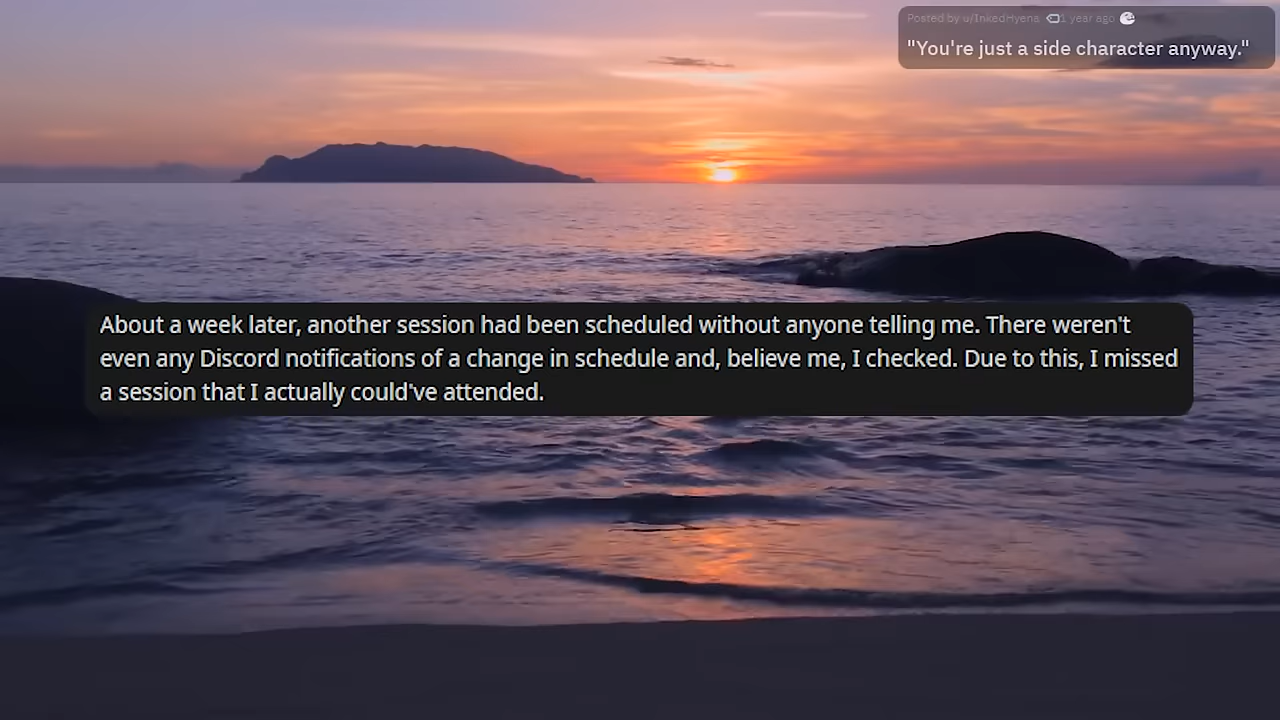 Posted by u/InkedHyena 1 year ago
"You're just a side character anyway."
About a week later, another session had been scheduled without anyone telling me. There weren't
even any Discord notifications of a change in schedule and, believe me, I checked. Due to this, I missed
a session that I actually could've attended.